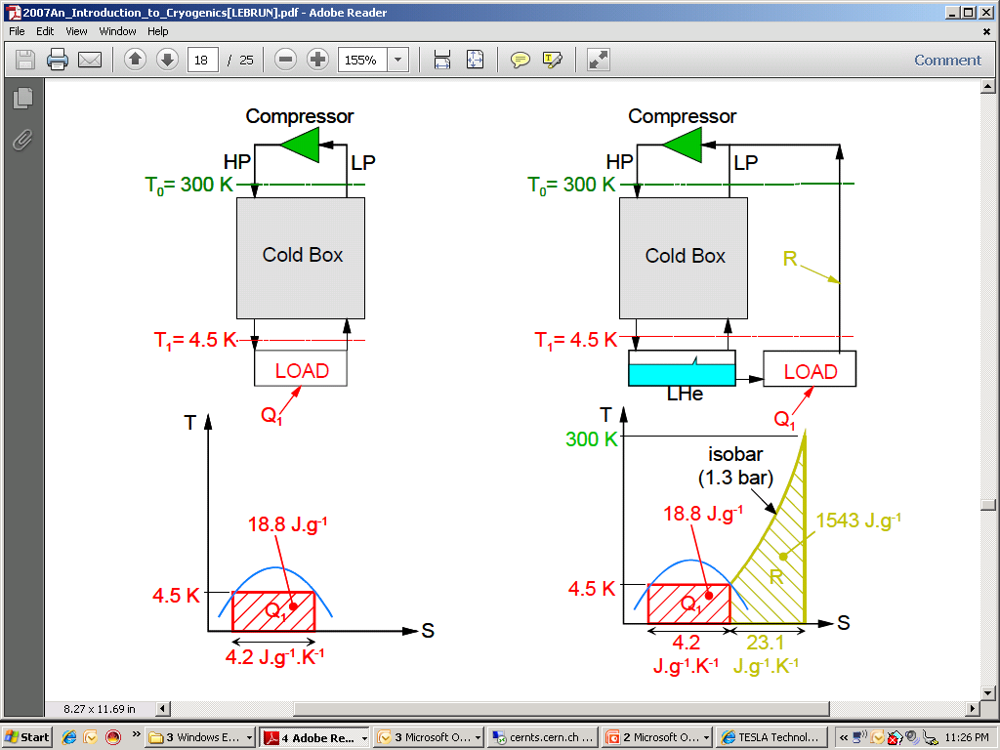 2007An_Introduction_to_Cryogenics[LEBRUN].pdf - Adobe Reader
File Edit View Window Help
18 / 25 155% Comment
Compressor
HP LP
T0= 300 K
Cold Box
T1= 4.5 K
LOAD
Q1
T
18.8 J.g-1
4.5 K
Q1
S
4.2 J.g-1.K-1
Compressor
HP LP
T0= 300 K
Cold Box
R
T1= 4.5 K
LOAD
LHe
Q1
T
300 K
isobar
(1.3 bar)
18.8 J.g-1
1543 J.g-1
4.5 K
Q1
R
S
4.2
J.g-1.K-1
23.1
J.g-1.K-1
8.27 x 11.69 in
Start » 3 Windows E... 4 Adobe Re... 3 Microsoft O... cernts.cern.ch ... 2 Microsoft O... TESLA Technol... « 11:26 PM